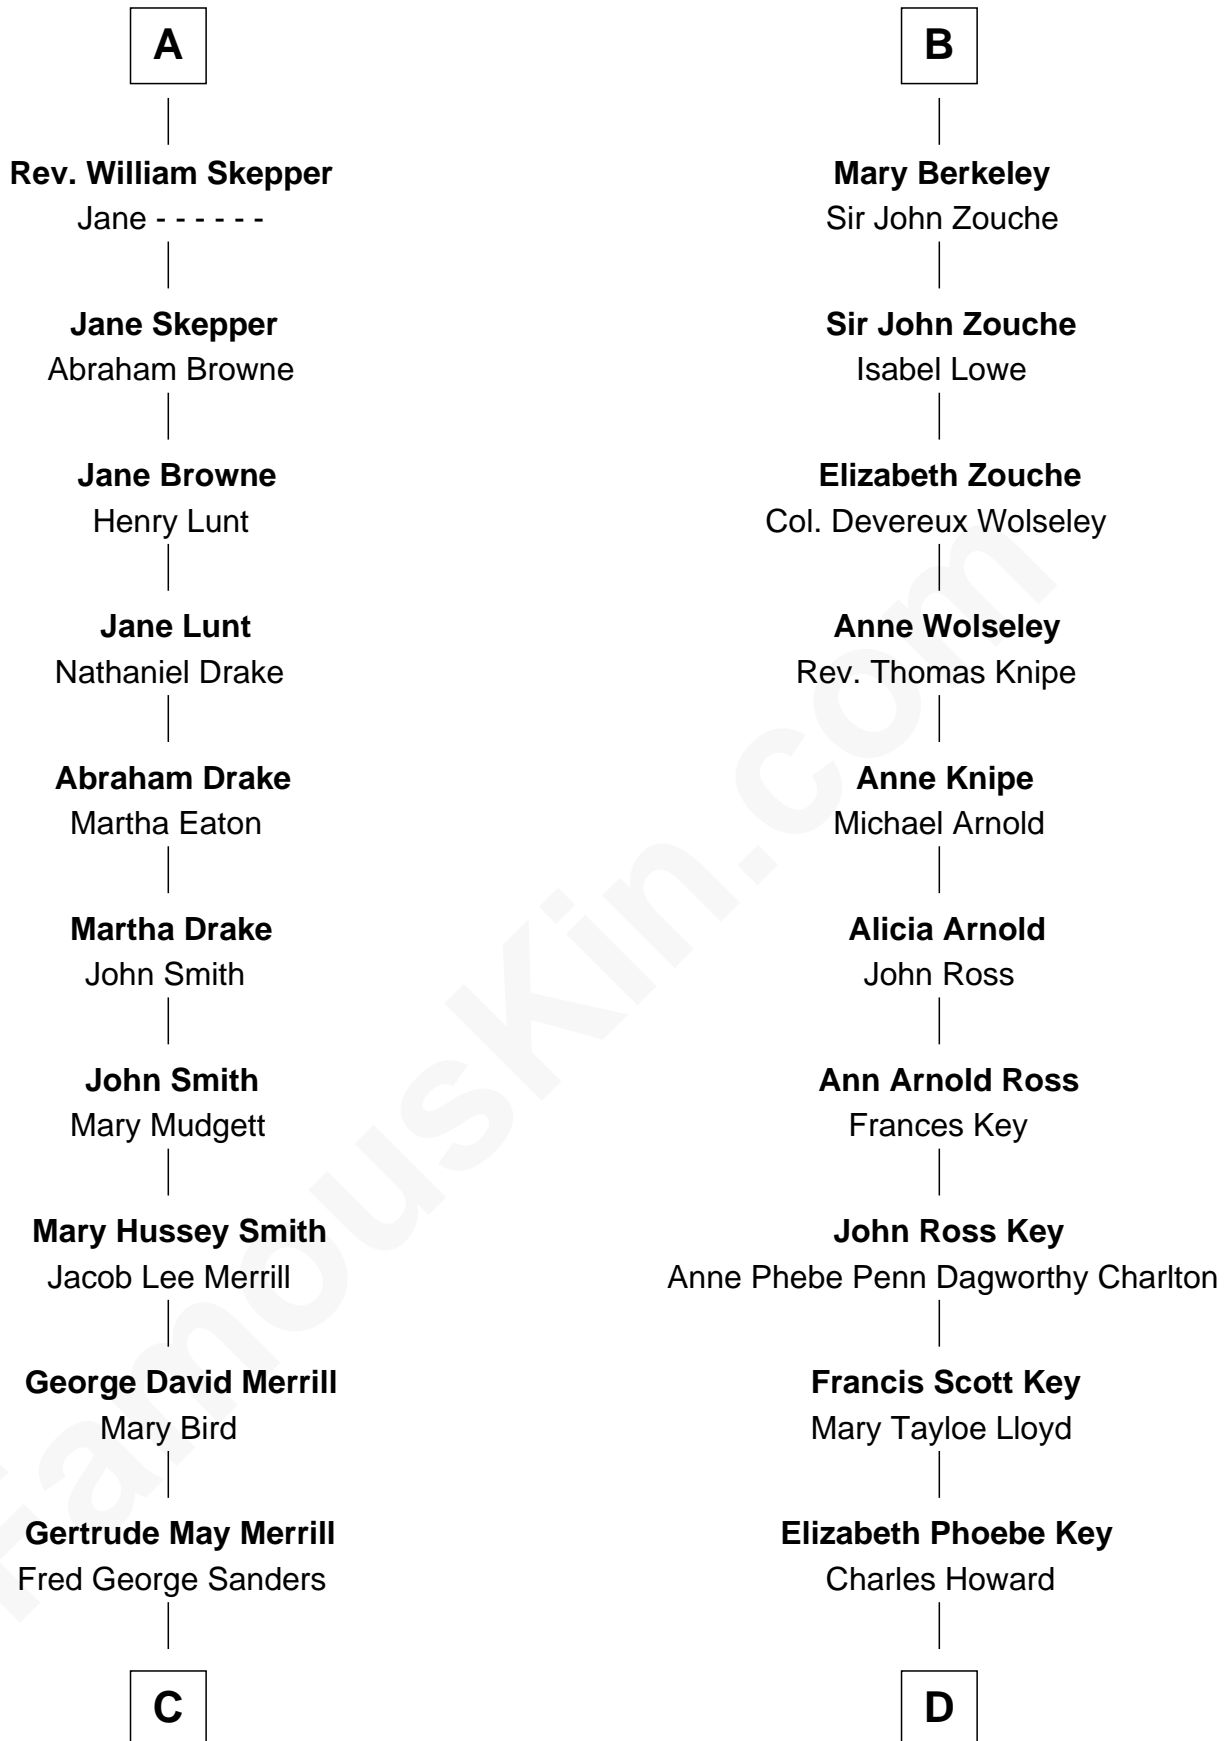 A
Rev. William Skepper
Jane - - - - - -
Jane Skepper
Abraham Browne
Jane Browne
Henry Lunt
Jane Lunt
Nathaniel Drake
Abraham Drake
Martha Eaton
Martha Drake
John Smith
John Smith
Mary Mudgett
Mary Hussey Smith
Jacob Lee Merrill
George David Merrill
Mary Bird
Gertrude May Merrill
Fred George Sanders
C
B
Mary Berkeley
Sir John Zouche
Sir John Zouche
Isabel Lowe
Elizabeth Zouche
Col. Devereux Wolseley
Anne Wolseley
Rev. Thomas Knipe
Anne Knipe
Michael Arnold
Alicia Arnold
John Ross
Ann Arnold Ross
Frances Key
John Ross Key
Anne Phebe Penn Dagworthy Charlton
Francis Scott Key
Mary Tayloe Lloyd
Elizabeth Phoebe Key
Charles Howard
D
FamousKin.com